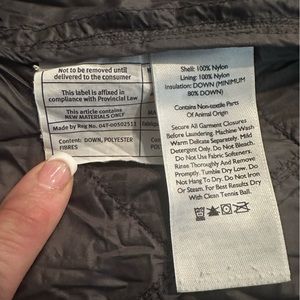 Not to be removed until
delivered to the consumer
This label is affixed in
compliance with Provincial Law
This article contains
NEW MATERIALS ONLY
Made by Reg No. 04T-00502511
Content: DOWN, POLYESTER
FIBRES
Shell: 100% Nylon
Lining: 100% Nylon
Insulation: DOWN (MINIMUM
80% DOWN)
Contains Non-textile Parts
Of Animal Origin
Secure All Garment Closures
Before Laundering. Machine Wash
Warm Delicate Separately. Mild
Detergent Only. Do Not Bleach.
Do Not Use Fabric Softeners.
Rinse Thoroughly. Tumble
Dry Low. Do Not Wring
Do Not Hang To Dry. Do Not Iron
Or Steam. For Best Results Dry
With Clean Tennis Ball.